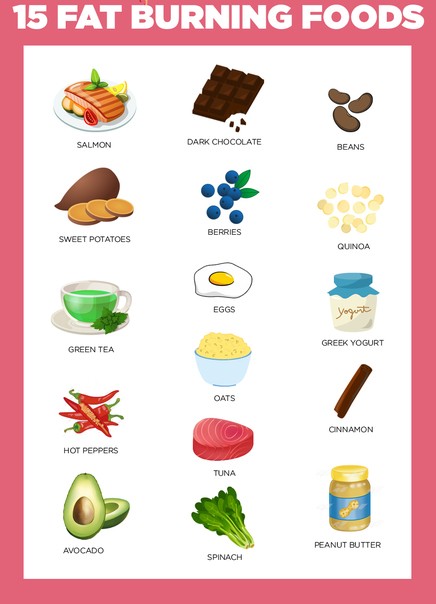 15 FAT BURNING FOODS
SALMON
DARK CHOCOLATE
BEANS
SWEET POTATOES
BERRIES
QUINOA
GREEN TEA
EGGS
yogurt
GREEK YOGURT
OATS
HOT PEPPERS
TUNA
CINNAMON
AVOCADO
SPINACH
PEANUT BUTTER